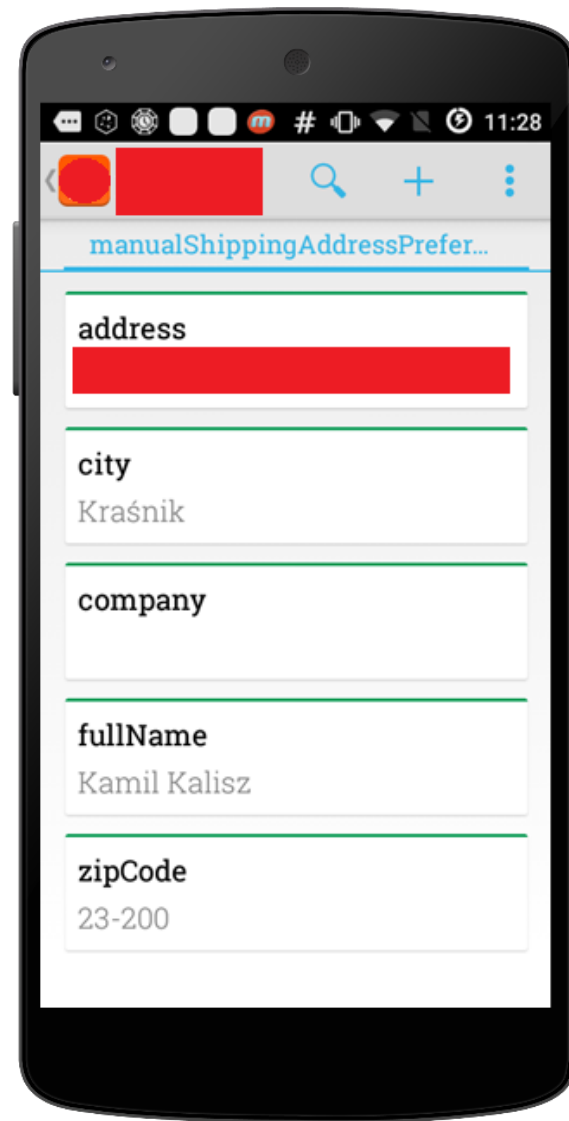 # 11:28
manualShippingAddressPrefer...
address
city
Kraśnik
company
fullName
Kamil Kalisz
zipCode
23-200